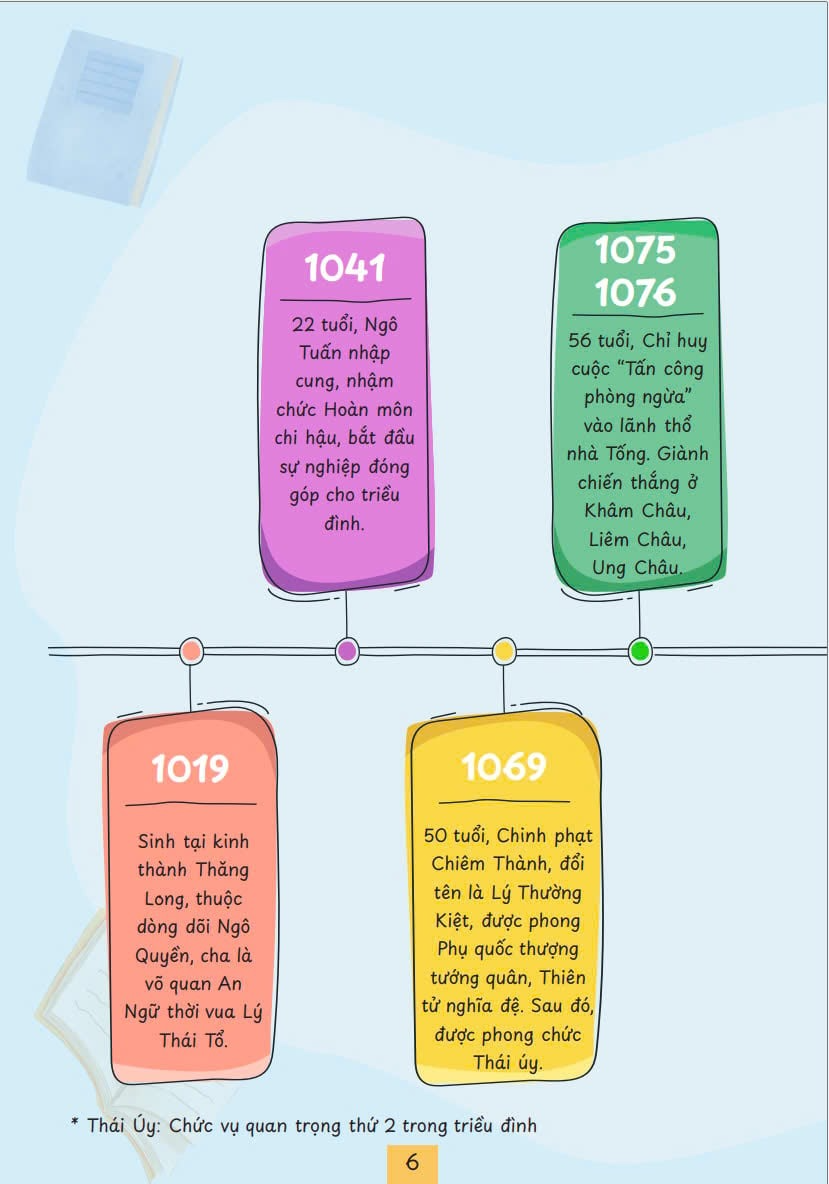 1041
22 tuổi, Ngô
Tuấn nhập
cung, nhậm
chức Hoàn môn
chi hậu, bắt đầu
sự nghiệp đóng
góp cho triều
đình.
1075
1076
56 tuổi, Chỉ huy
cuộc “Tấn công
phòng ngừa”
vào lãnh thổ
nhà Tống. Giành
chiến thắng ở
Khâm Châu,
Liêm Châu,
Ung Châu.
1019
Sinh tại kinh
thành Thăng
Long, thuộc
dòng dõi Ngô
Quyền, cha là
võ quan An
Ngữ thời vua Lý
Thái Tổ.
1069
50 tuổi, Chinh phạt
Chiêm Thành, đổi
tên là Lý Thường
Kiệt, được phong
Phụ quốc thượng
tướng quân, Thiên
tử nghĩa đệ. Sau đó,
được phong chức
Thái úy.
* Thái Úy: Chức vụ quan trọng thứ 2 trong triều đình
6